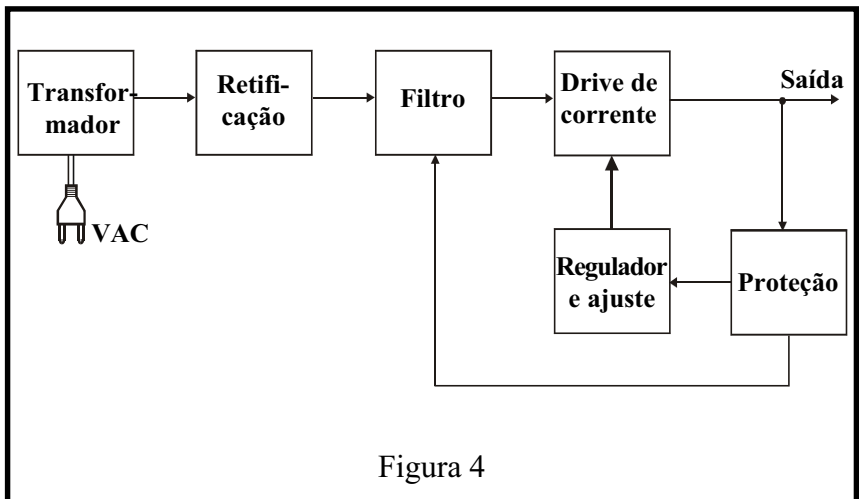 Transfor-
mador
Retifi-
cação
Filtro
Drive de
corrente
Saída
VAC
Regulador
e ajuste
Proteção
Figura 4